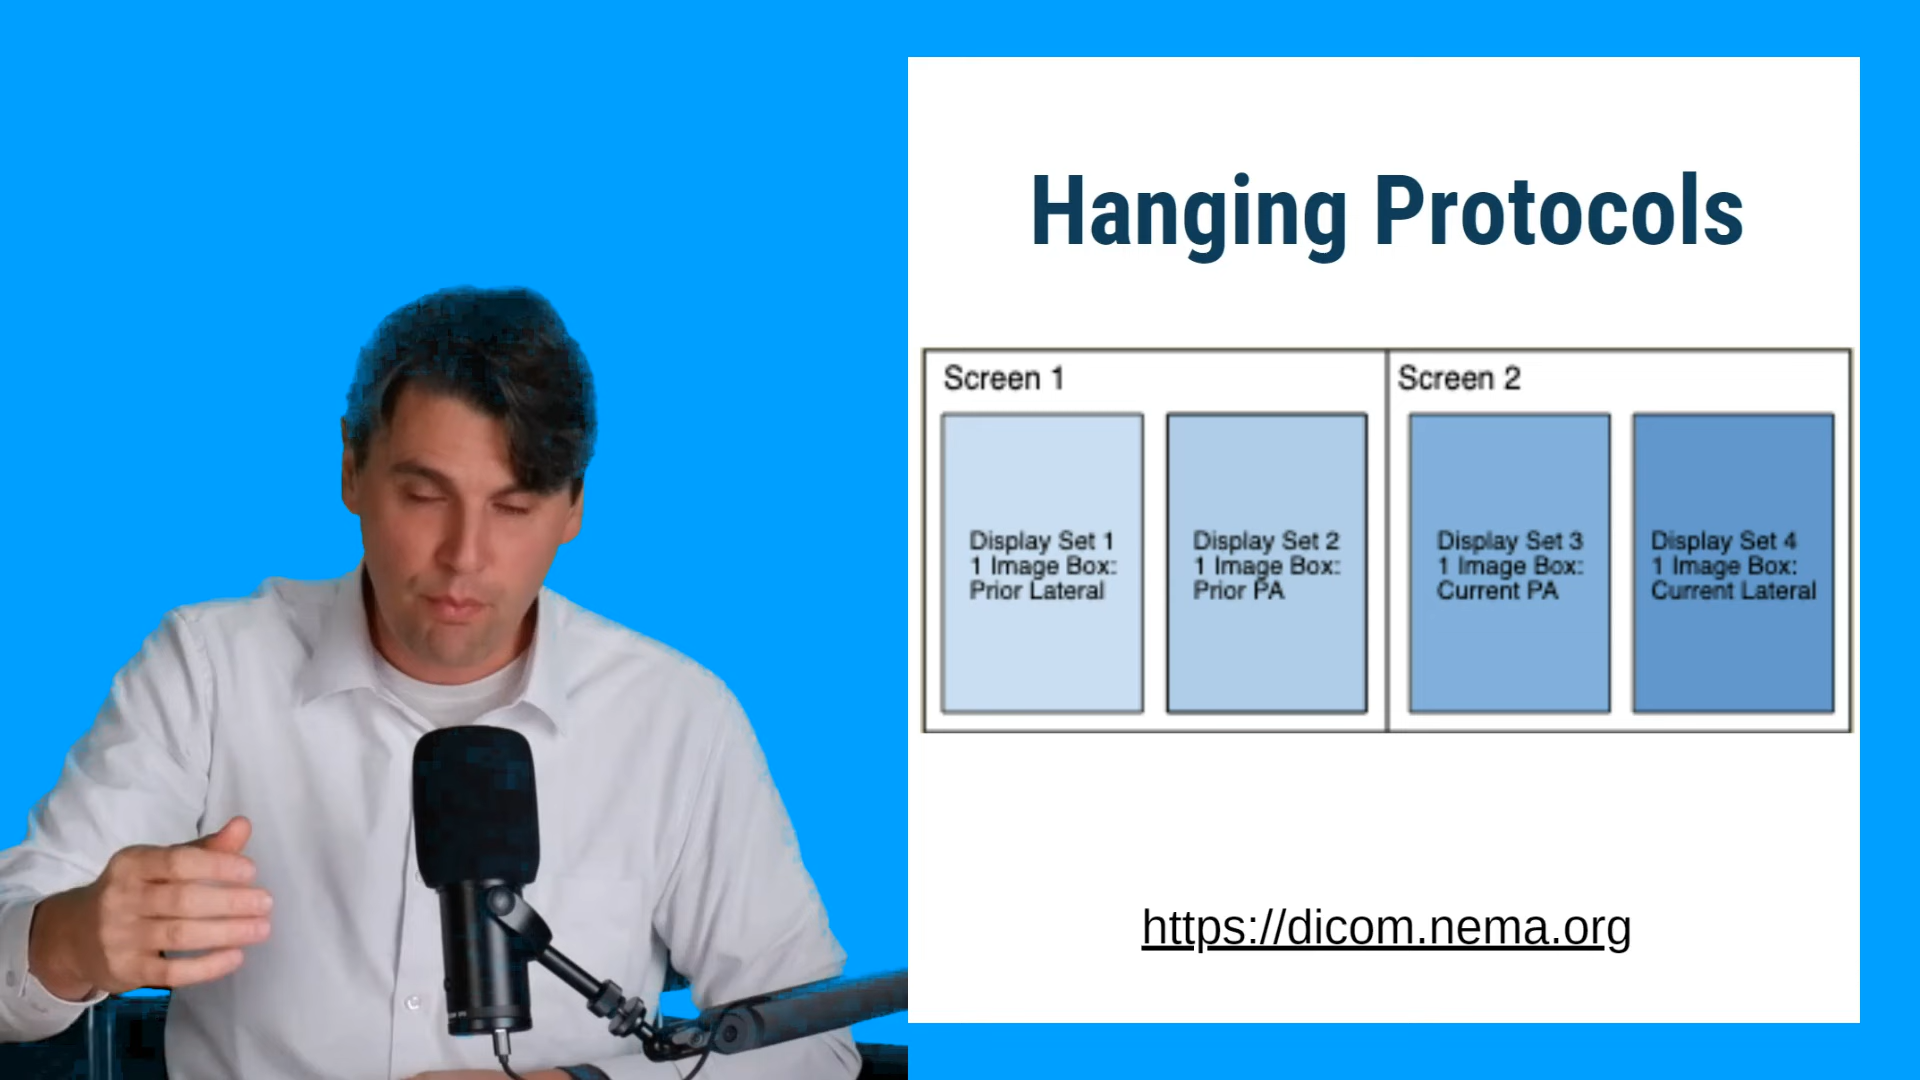 Hanging Protocols
Screen 1
Screen 2
Display Set 1
1 Image Box:
Prior Lateral
Display Set 2
1 Image Box:
Prior PA
Display Set 3
1 Image Box:
Current PA
Display Set 4
1 Image Box:
Current Lateral
https://dicom.nema.org